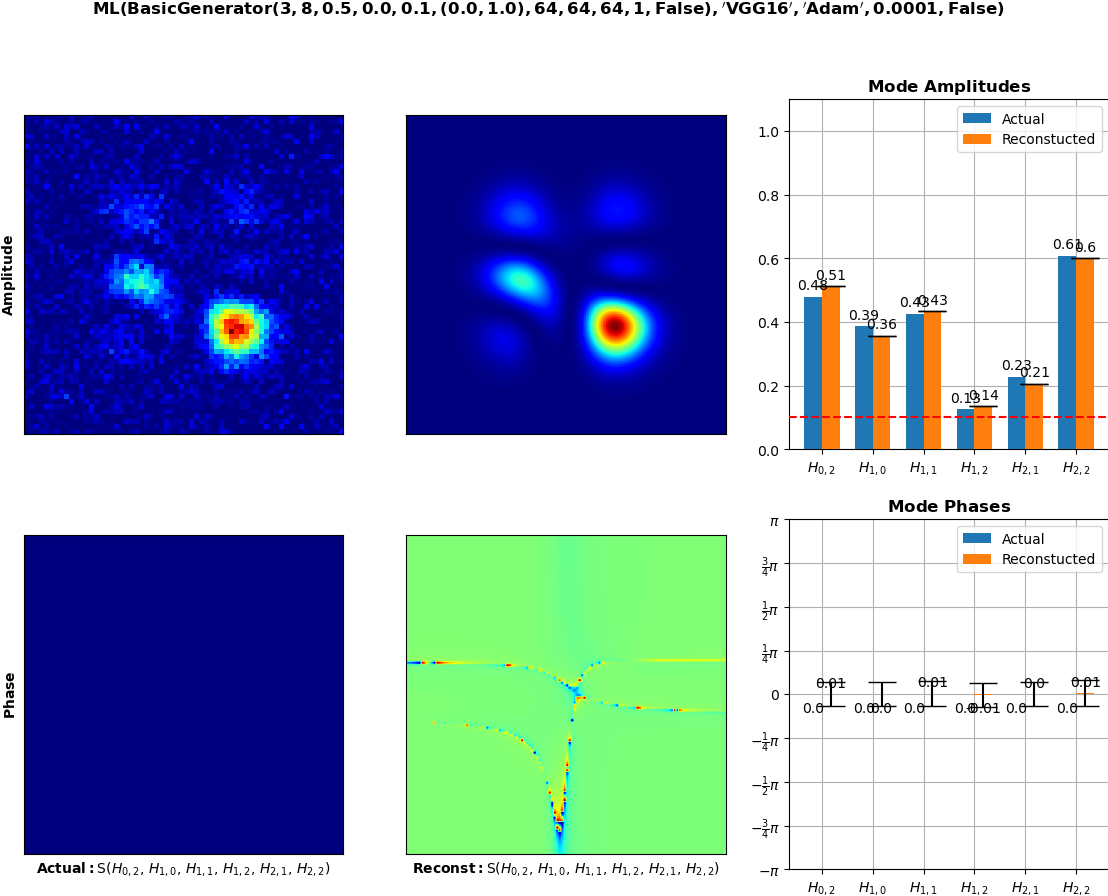 ML(BasicGenerator(3, 8, 0.5, 0.0, 0.1, (0.0, 1.0), 64, 64, 64, 1, False), 'VGG16', 'Adam', 0.0001, False)
Amplitude
Mode Amplitudes
Actual
Reconstucted
1.0
0.8
0.6
0.4
0.2
0.0
0.48 0.51
0.39 0.36
0.43 0.43
0.13 0.14
0.23 0.21
0.61 0.6
H0,2 H1,0 H1,1 H1,2 H2,1 H2,2
Phase
Actual: S(H0,2, H1,0, H1,1, H1,2, H2,1, H2,2)
Reconst: S(H0,2, H1,0, H1,1, H1,2, H2,1, H2,2)
Mode Phases
Actual
Reconstucted
π
3/4π
1/2π
1/4π
0
−1/4π
−1/2π
−3/4π
−π
0.01 0.01 0.0 0.01
0.0 0.0 0.0 0.0 0.0 0.0
H0,2 H1,0 H1,1 H1,2 H2,1 H2,2